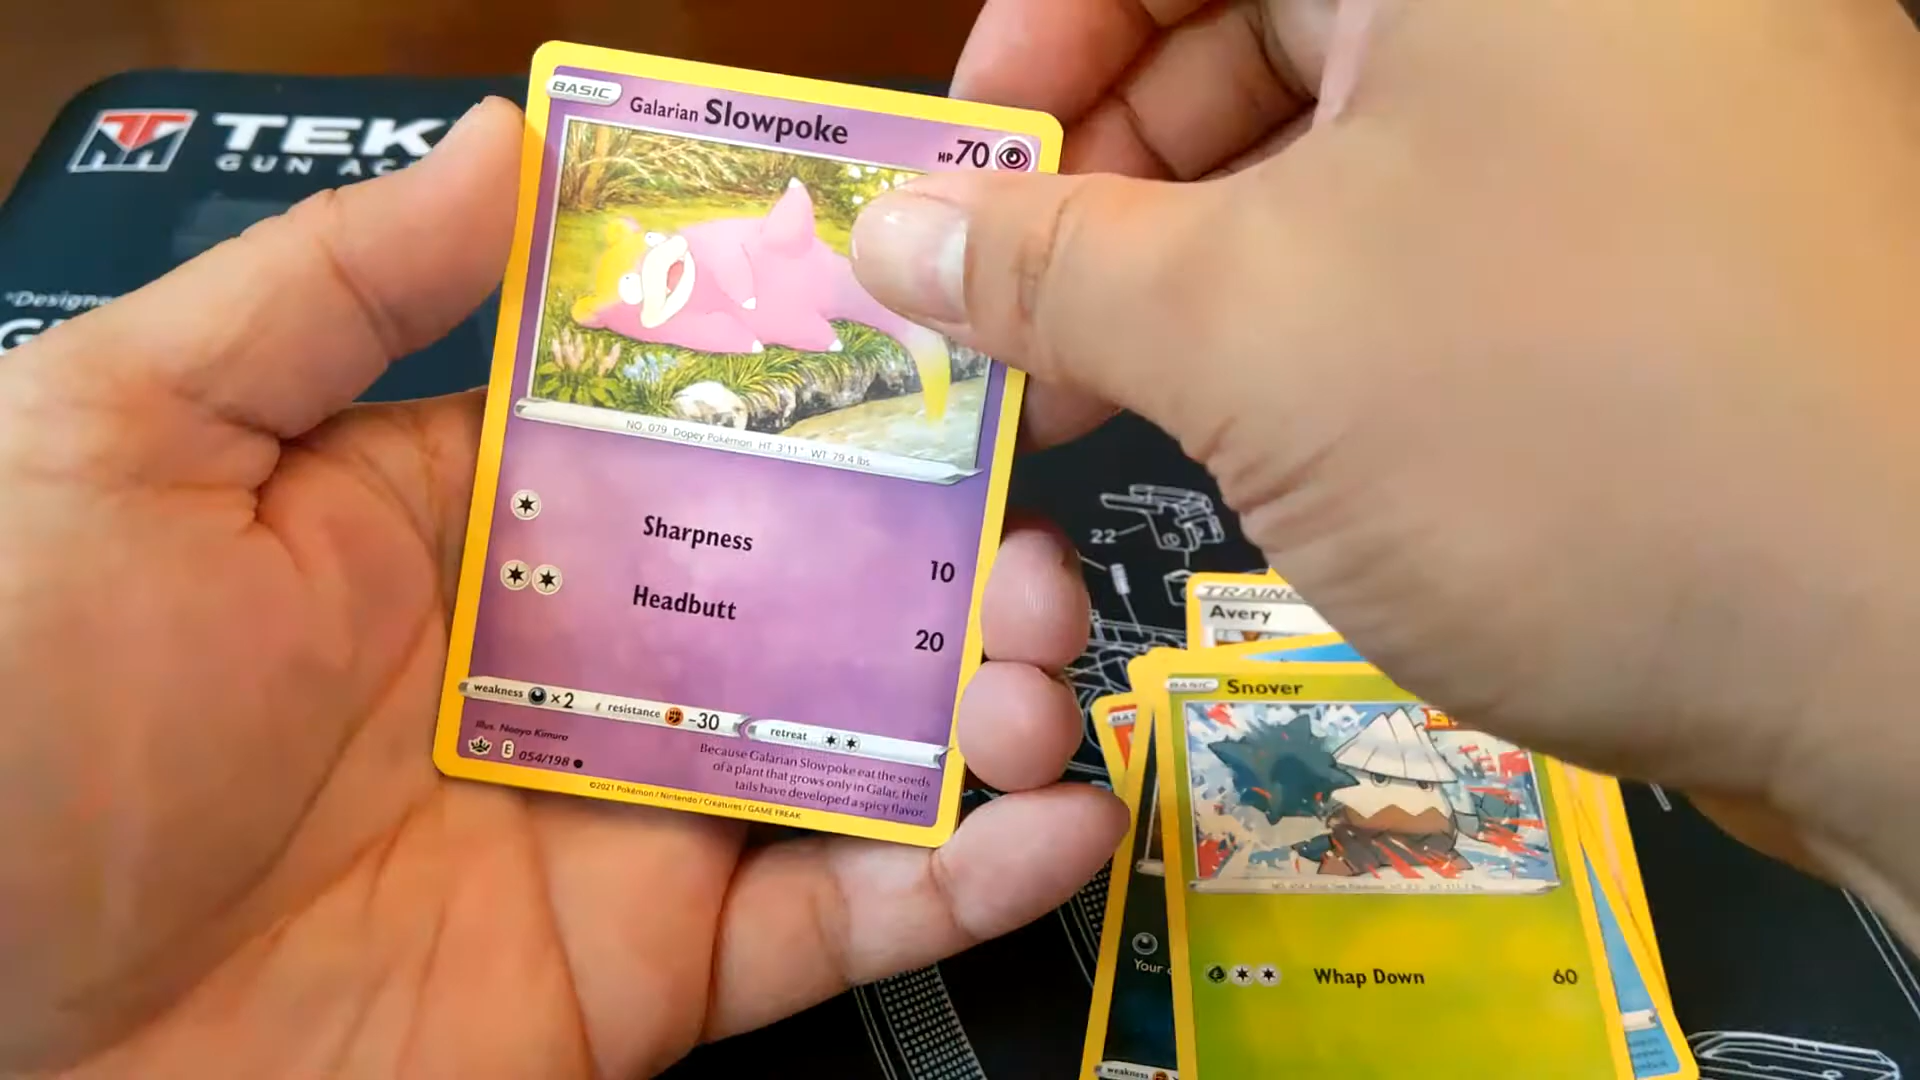 BASIC Galarian Slowpoke HP 70
NO. 079 Dopey Pokémon HT. 3'11" WT. 79.4 lbs
Sharpness 10
Headbutt 20
weakness ×2 resistance -30 retreat
Illus. Naoyo Kimura
E 054/198
Because Galarian Slowpoke eat the seeds
of a plant that grows only in Galar, their
tails have developed a spicy flavor.
©2021 Pokémon / Nintendo / Creatures / GAME FREAK
TEK
GUN AC
*Designe
G
22
TRAINE
Avery
BASIC Snover
Whap Down 60
Your
weakness